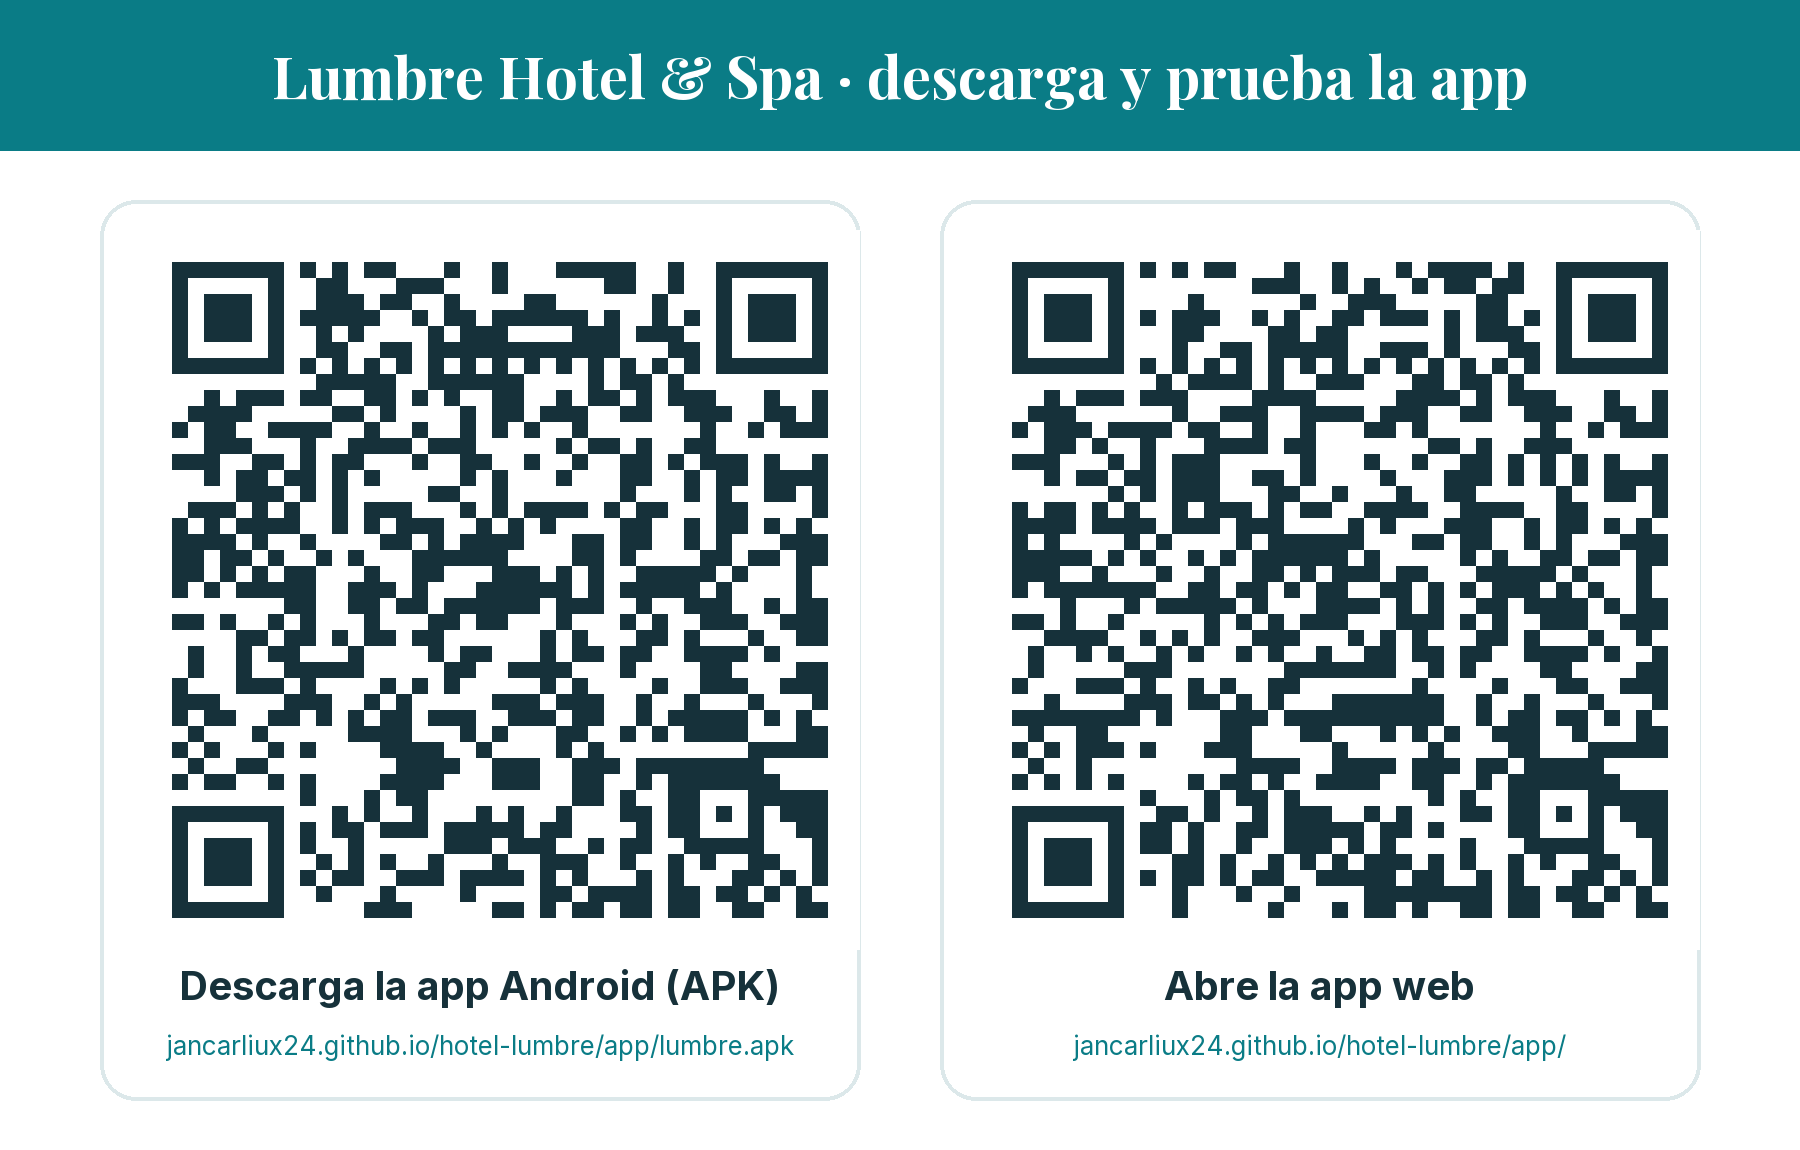 Lumbre Hotel & Spa · descarga y prueba la app
Descarga la app Android (APK)
jancarliux24.github.io/hotel-lumbre/app/lumbre.apk
Abre la app web
jancarliux24.github.io/hotel-lumbre/app/